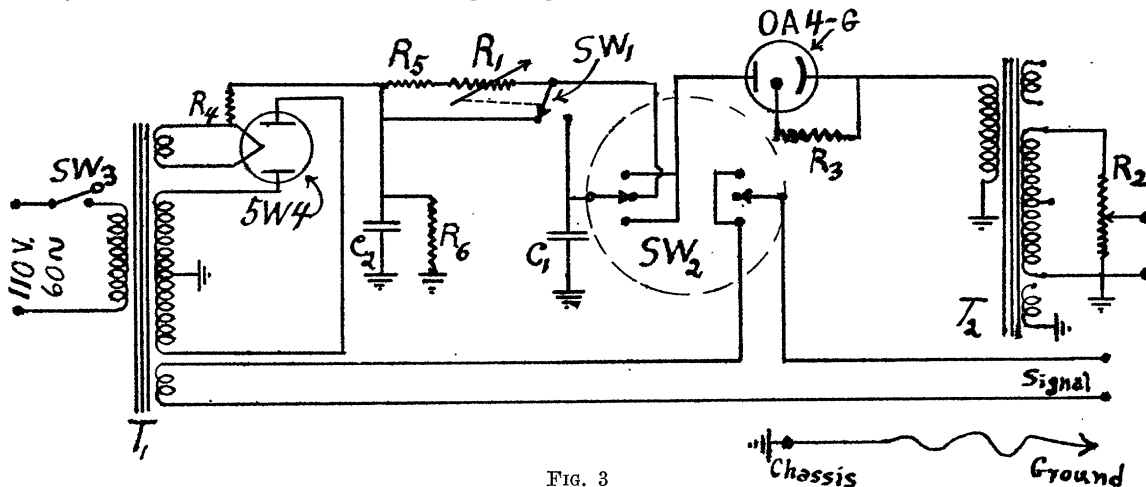 OA4-G
R5
R1
SW1
R4
SW3
5W4
R3
R2
110 V.
60~
C2
R6
C1
SW2
T2
T1
Signal
Chassis
Ground
FIG. 3